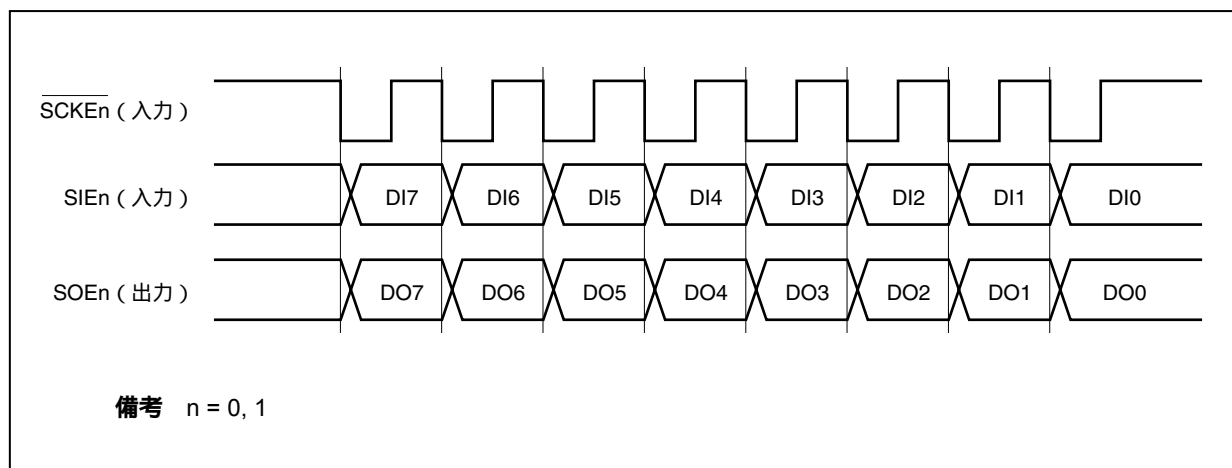 SCKEn（入力）
SIEn（入力） DI7 DI6 DI5 DI4 DI3 DI2 DI1 DI0
SOEn（出力） DO7 DO6 DO5 DO4 DO3 DO2 DO1 DO0
備考 n = 0, 1